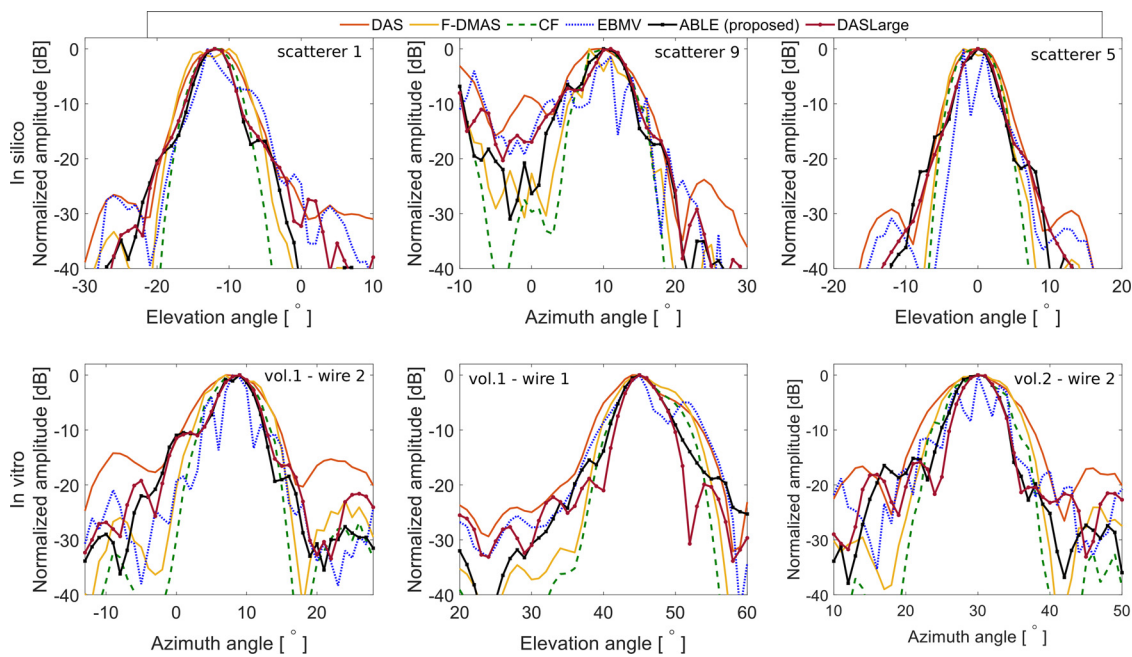 DAS F-DMAS CF EBMV ABLE (proposed) DASLarge
In silico
Normalized amplitude [dB]
0
-10
-20
-30
-40
scatterer 1
-30 -20 -10 0 10
Elevation angle [ ° ]
Normalized amplitude [dB]
0
-10
-20
-30
-40
scatterer 9
-10 0 10 20 30
Azimuth angle [ ° ]
Normalized amplitude [dB]
0
-10
-20
-30
-40
scatterer 5
-20 -10 0 10 20
Elevation angle [ ° ]
In vitro
Normalized amplitude [dB]
0
-10
-20
-30
-40
vol.1 - wire 2
-10 0 10 20
Azimuth angle [ ° ]
Normalized amplitude [dB]
0
-10
-20
-30
-40
vol.1 - wire 1
20 30 40 50 60
Elevation angle [ ° ]
Normalized amplitude [dB]
0
-10
-20
-30
-40
vol.2 - wire 2
10 20 30 40 50
Azimuth angle [ ° ]